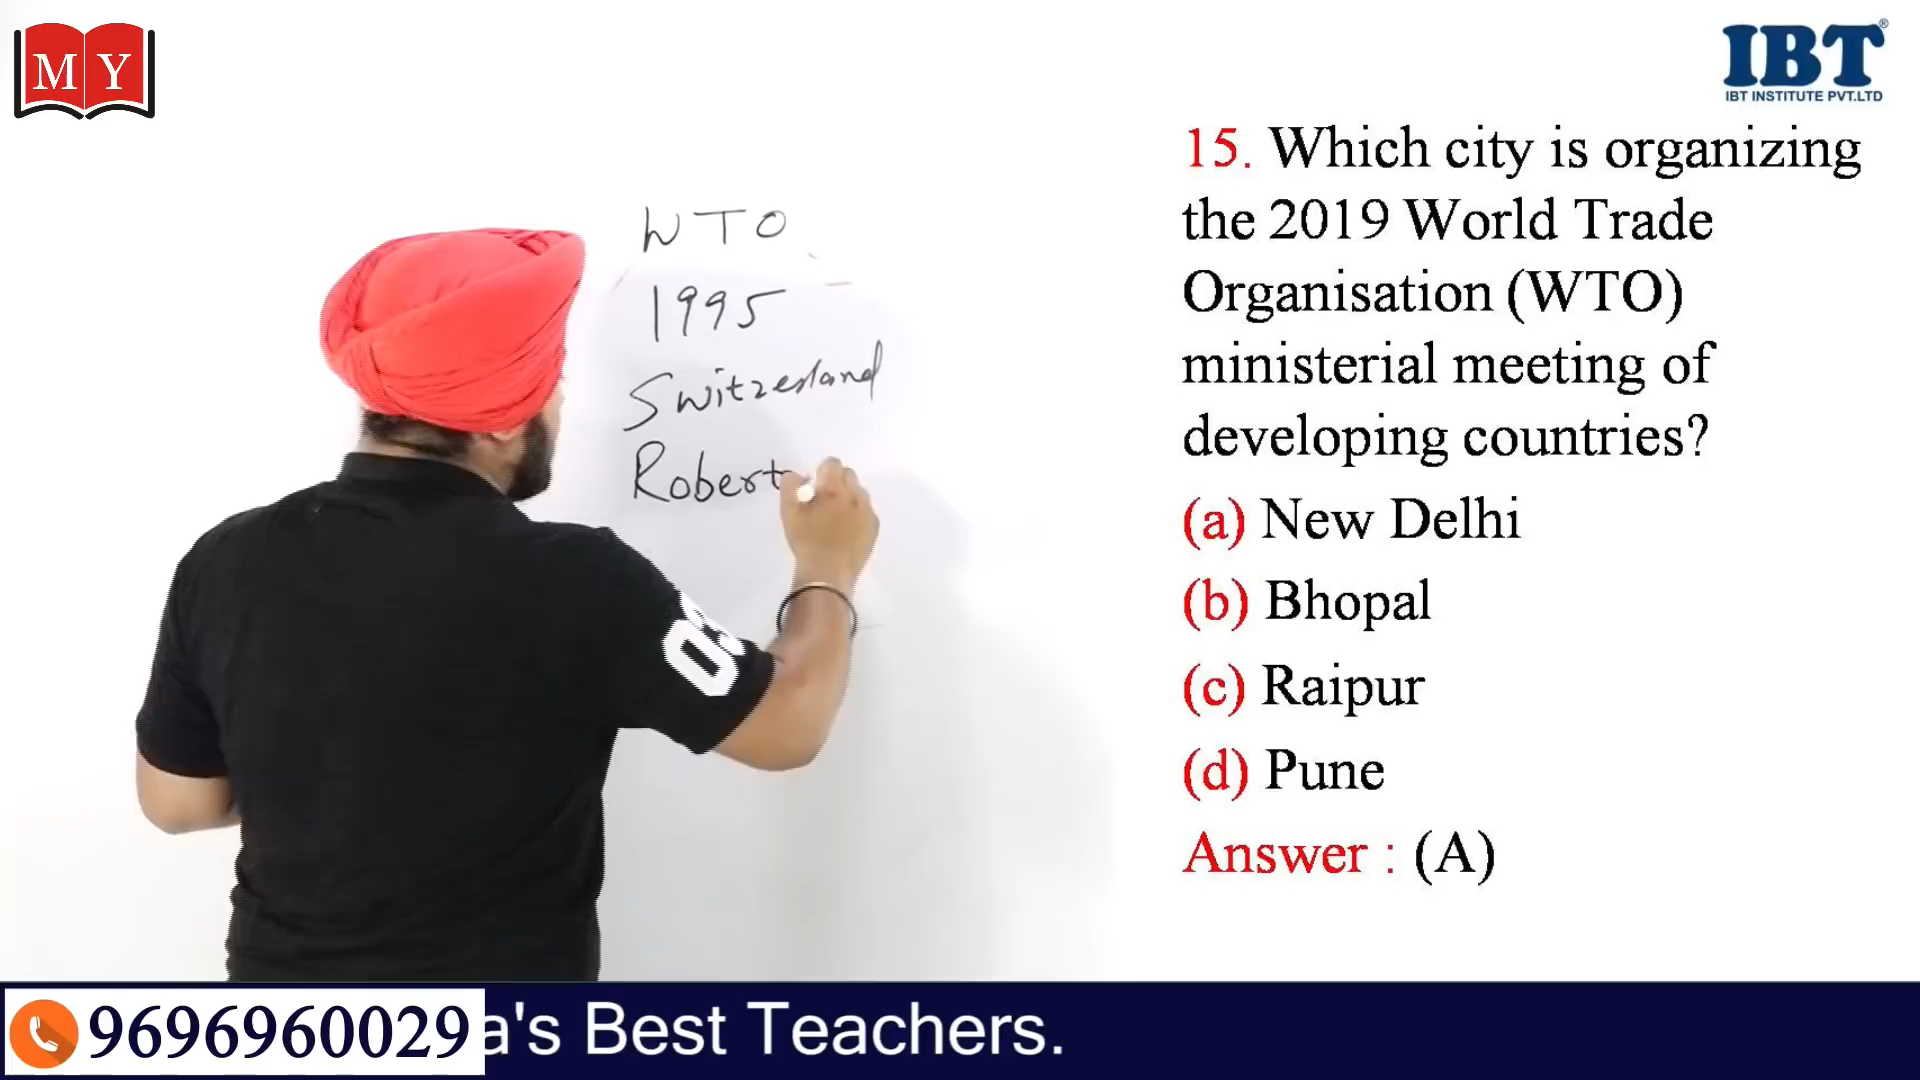 M Y
IBT
IBT INSTITUTE PVT.LTD
15. Which city is organizing
the 2019 World Trade
Organisation (WTO)
ministerial meeting of
developing countries?
(a) New Delhi
(b) Bhopal
(c) Raipur
(d) Pune
Answer : (A)
WTO
1995
Switzerland
Robert
03
9696960029
a's Best Teachers.